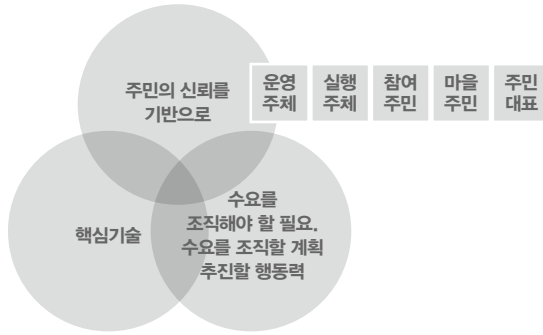 주민의 신뢰를
기반으로
운영
주체
실행
주체
참여
주민
마을
주민
주민
대표
핵심기술
수요를
조직해야 할 필요.
수요를 조직할 계획
추진할 행동력